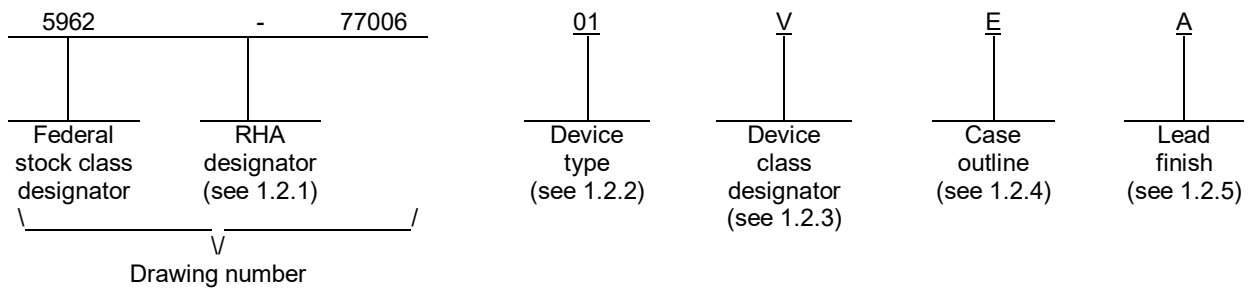 5962 - 77006 01 V E A
Federal RHA Device Device Case Lead
stock class designator type class outline finish
designator (see 1.2.1) (see 1.2.2) designator (see 1.2.4) (see 1.2.5)
(see 1.2.3)
\ /
\/
Drawing number